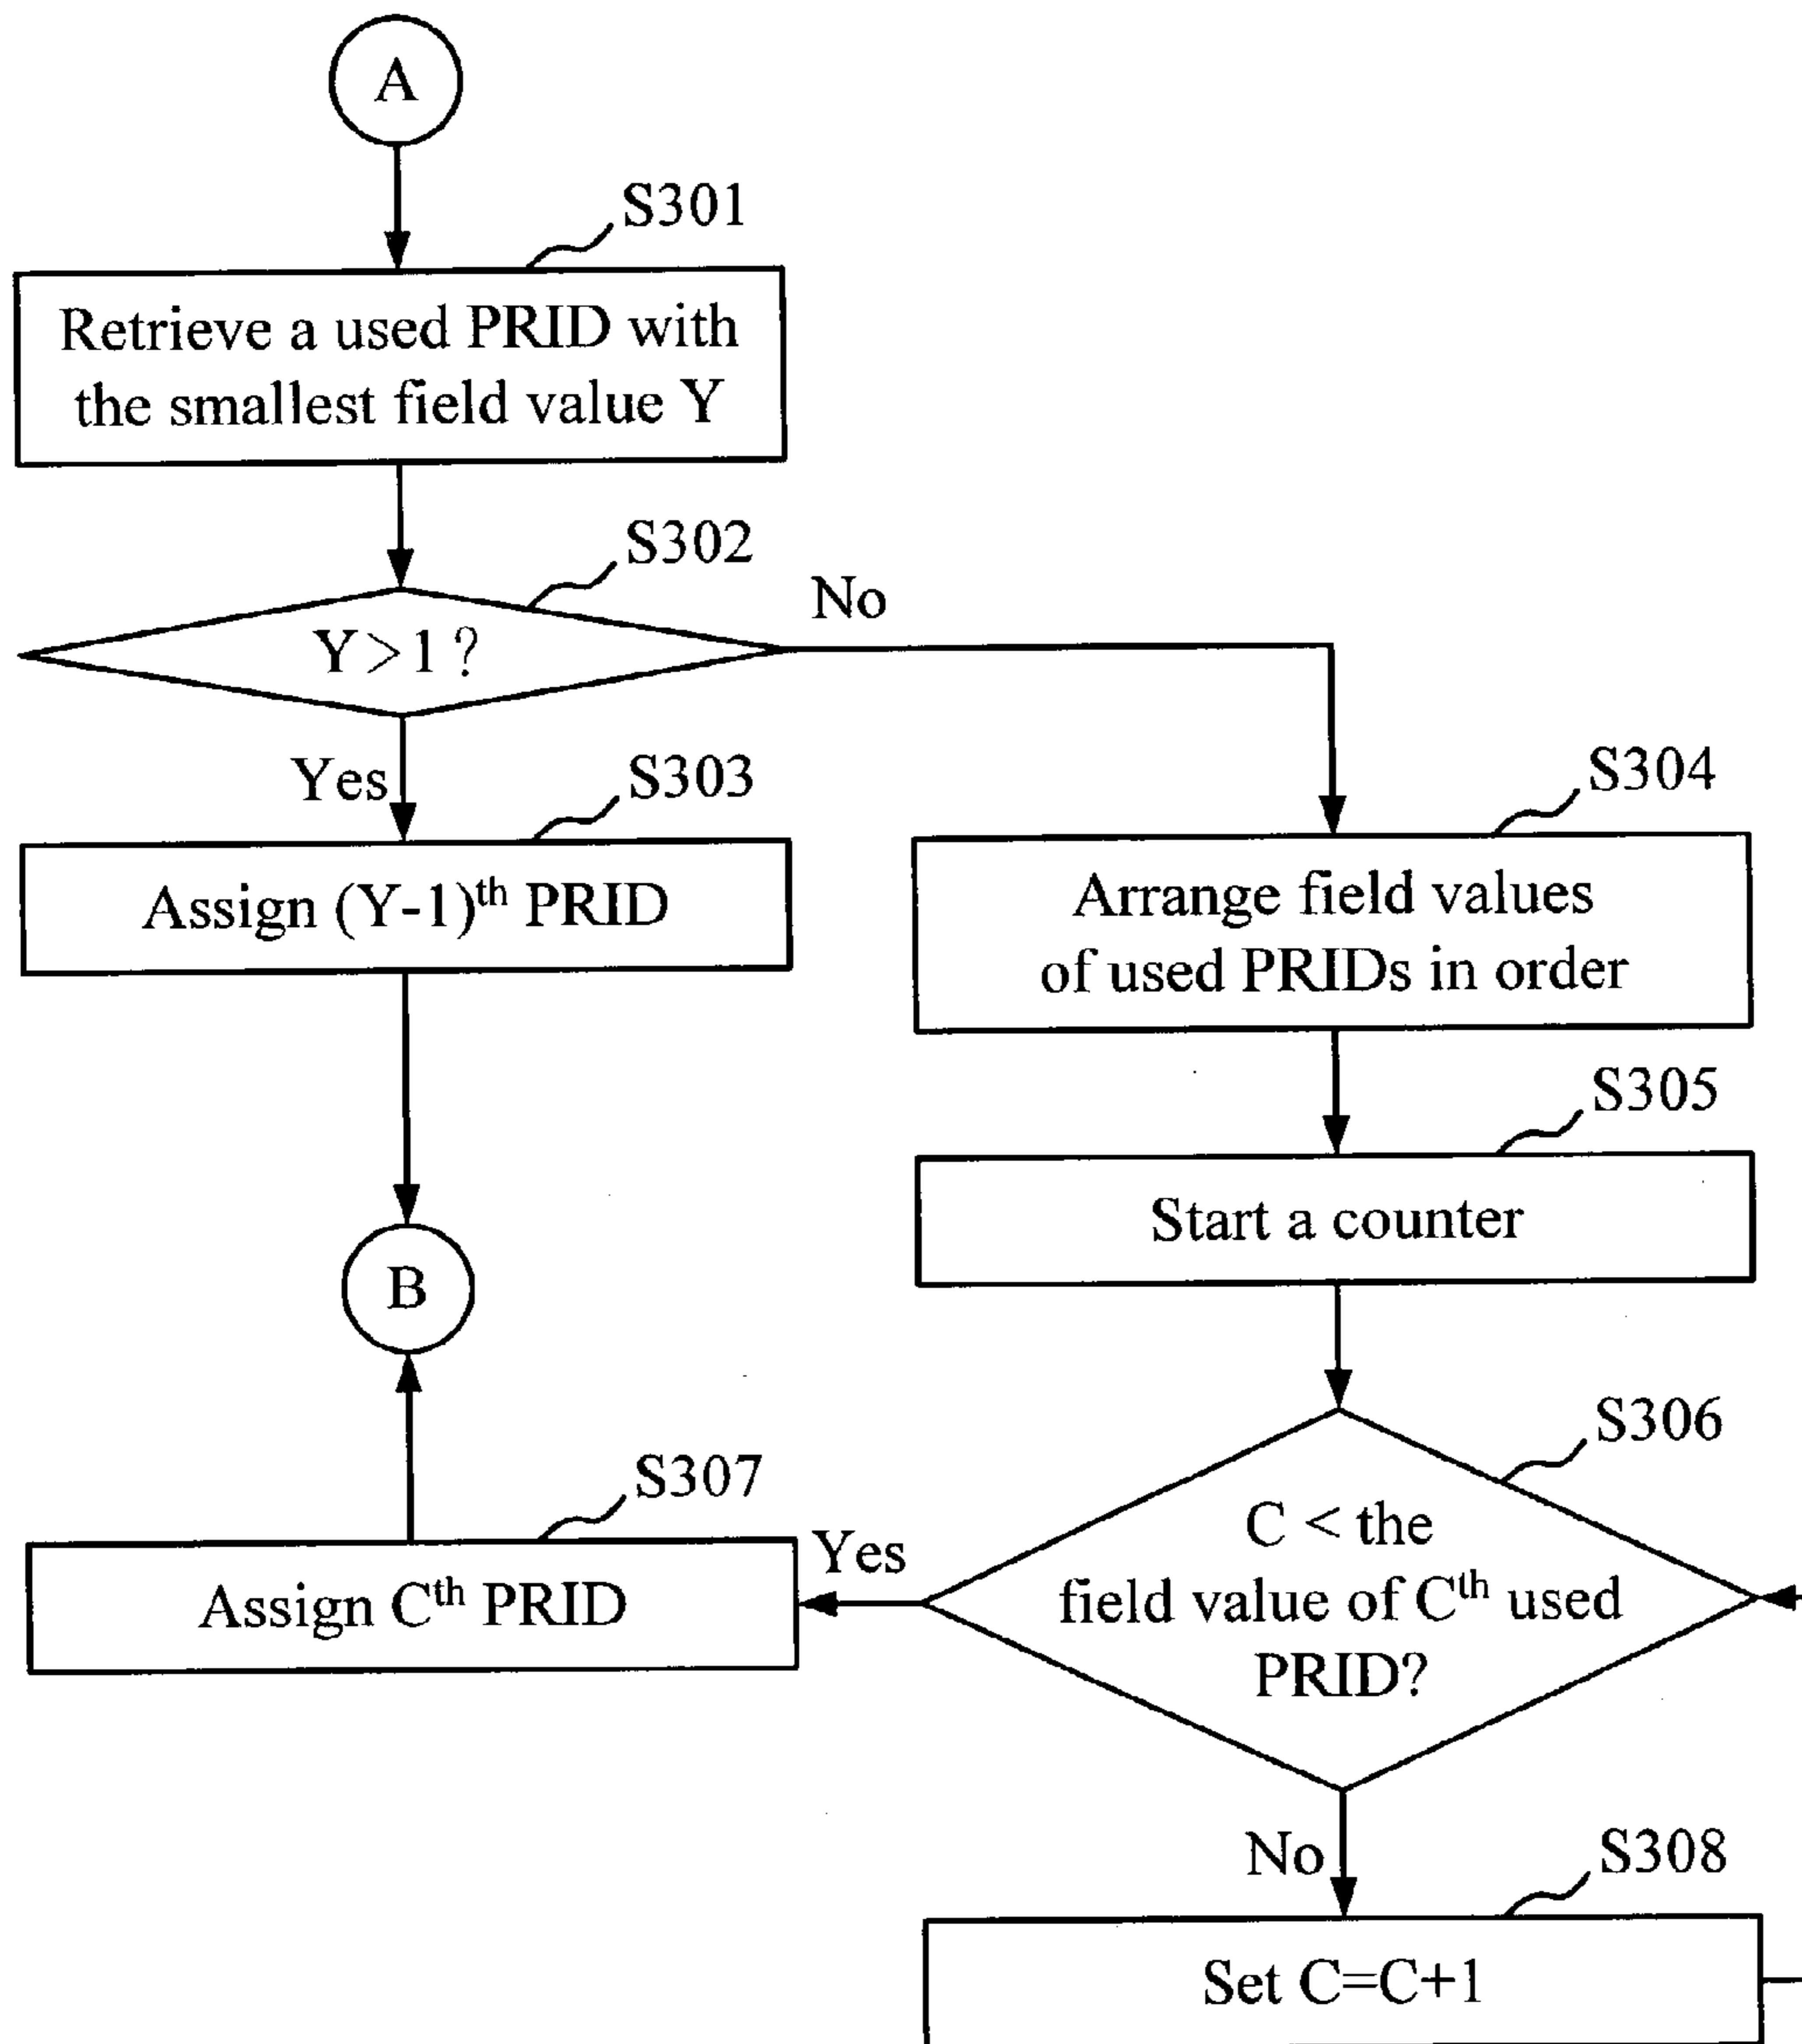 A
S301
Retrieve a used PRID with
the smallest field value Y
S302
Y>1?
No
Yes
S303
Assign (Y-1)th PRID
S304
Arrange field values
of used PRIDs in order
S305
Start a counter
B
S306
C < the
field value of Cth used
PRID?
S307
Yes
Assign Cth PRID
No
S308
Set C=C+1